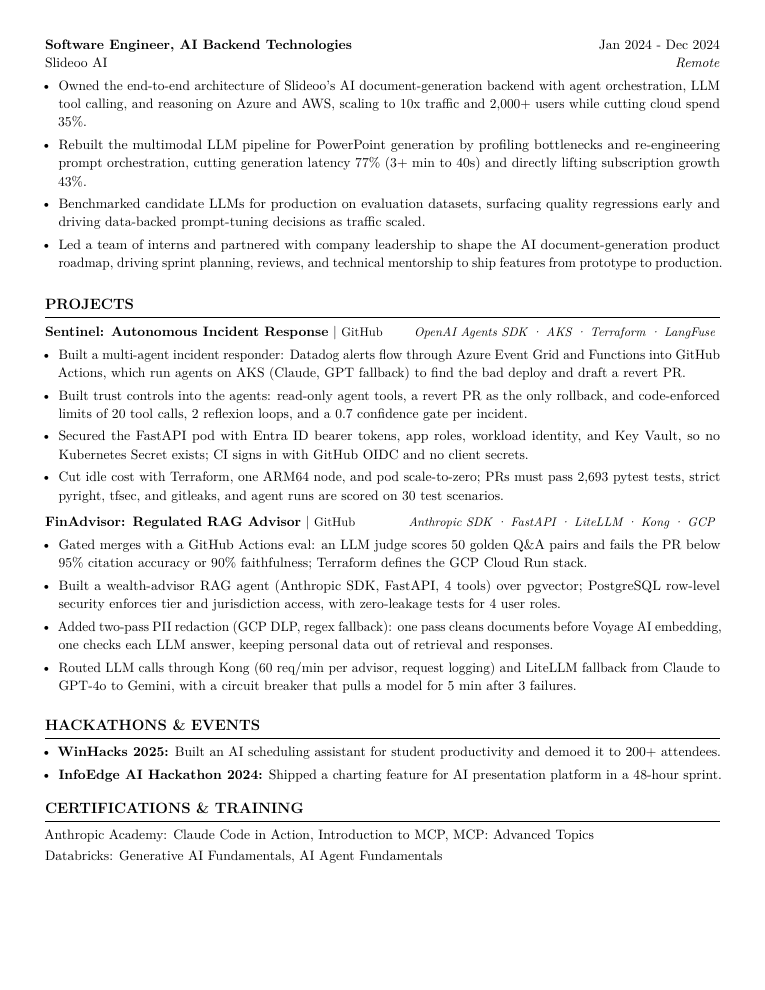 Software Engineer, AI Backend Technologies Jan 2024 - Dec 2024
Slideoo AI Remote
• Owned the end-to-end architecture of Slideoo's AI document-generation backend with agent orchestration, LLM
tool calling, and reasoning on Azure and AWS, scaling to 10x traffic and 2,000+ users while cutting cloud spend
35%.
• Rebuilt the multimodal LLM pipeline for PowerPoint generation by profiling bottlenecks and re-engineering
prompt orchestration, cutting generation latency 77% (3+ min to 40s) and directly lifting subscription growth
43%.
• Benchmarked candidate LLMs for production on evaluation datasets, surfacing quality regressions early and
driving data-backed prompt-tuning decisions as traffic scaled.
• Led a team of interns and partnered with company leadership to shape the AI document-generation product
roadmap, driving sprint planning, reviews, and technical mentorship to ship features from prototype to production.
PROJECTS
Sentinel: Autonomous Incident Response | GitHub OpenAI Agents SDK · AKS · Terraform · LangFuse
• Built a multi-agent incident responder: Datadog alerts flow through Azure Event Grid and Functions into GitHub
Actions, which run agents on AKS (Claude, GPT fallback) to find the bad deploy and draft a revert PR.
• Built trust controls into the agents: read-only agent tools, a revert PR as the only rollback, and code-enforced
limits of 20 tool calls, 2 reflexion loops, and a 0.7 confidence gate per incident.
• Secured the FastAPI pod with Entra ID bearer tokens, app roles, workload identity, and Key Vault, so no
Kubernetes Secret exists; CI signs in with GitHub OIDC and no client secrets.
• Cut idle cost with Terraform, one ARM64 node, and pod scale-to-zero; PRs must pass 2,693 pytest tests, strict
pyright, tfsec, and gitleaks, and agent runs are scored on 30 test scenarios.
FinAdvisor: Regulated RAG Advisor | GitHub Anthropic SDK · FastAPI · LiteLLM · Kong · GCP
• Gated merges with a GitHub Actions eval: an LLM judge scores 50 golden Q&A pairs and fails the PR below
95% citation accuracy or 90% faithfulness; Terraform defines the GCP Cloud Run stack.
• Built a wealth-advisor RAG agent (Anthropic SDK, FastAPI, 4 tools) over pgvector; PostgreSQL row-level
security enforces tier and jurisdiction access, with zero-leakage tests for 4 user roles.
• Added two-pass PII redaction (GCP DLP, regex fallback): one pass cleans documents before Voyage AI embedding,
one checks each LLM answer, keeping personal data out of retrieval and responses.
• Routed LLM calls through Kong (60 req/min per advisor, request logging) and LiteLLM fallback from Claude to
GPT-4o to Gemini, with a circuit breaker that pulls a model for 5 min after 3 failures.
HACKATHONS & EVENTS
• WinHacks 2025: Built an AI scheduling assistant for student productivity and demoed it to 200+ attendees.
• InfoEdge AI Hackathon 2024: Shipped a charting feature for AI presentation platform in a 48-hour sprint.
CERTIFICATIONS & TRAINING
Anthropic Academy: Claude Code in Action, Introduction to MCP, MCP: Advanced Topics
Databricks: Generative AI Fundamentals, AI Agent Fundamentals